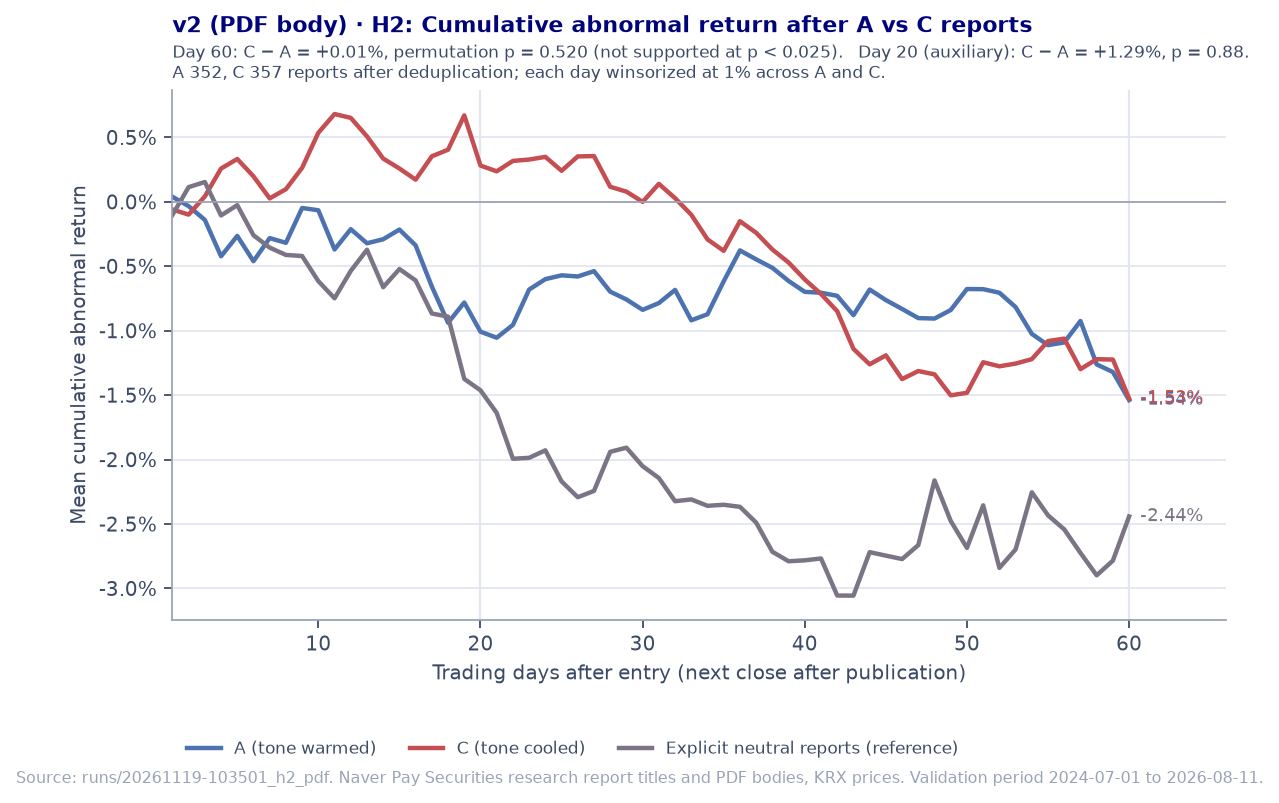 v2 (PDF body) · H2: Cumulative abnormal return after A vs C reports
Day 60: C − A = +0.01%, permutation p = 0.520 (not supported at p < 0.025).   Day 20 (auxiliary): C − A = +1.29%, p = 0.88.
A 352, C 357 reports after deduplication; each day winsorized at 1% across A and C.
Mean cumulative abnormal return
0.5%
0.0%
-0.5%
-1.0%
-1.5%
-2.0%
-2.5%
-3.0%
-1.53%
-1.54%
-2.44%
10 20 30 40 50 60
Trading days after entry (next close after publication)
A (tone warmed) C (tone cooled) Explicit neutral reports (reference)
Source: runs/20261119-103501_h2_pdf. Naver Pay Securities research report titles and PDF bodies, KRX prices. Validation period 2024-07-01 to 2026-08-11.